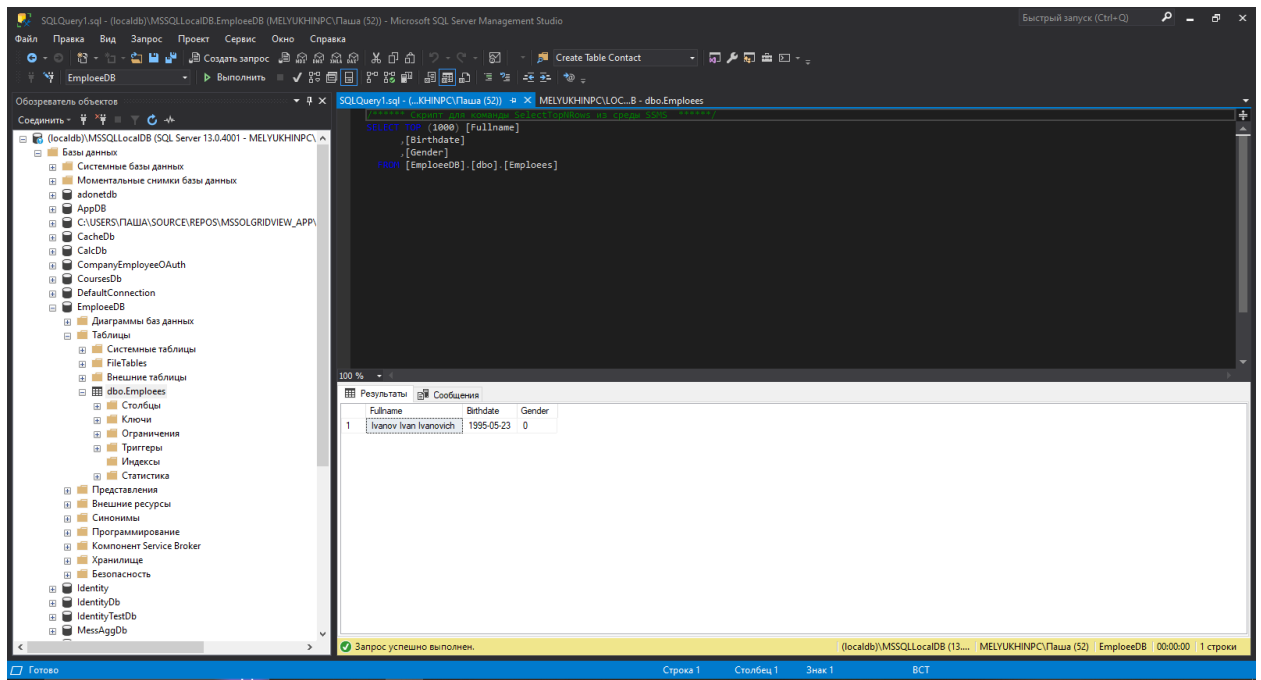 SQLQuery1.sql - (localdb)\MSSQLLocalDB.EmploeeDB (MELYUKHINPC\Паша (52)) - Microsoft SQL Server Management Studio
Быстрый запуск (Ctrl+Q)
Файл Правка Вид Запрос Проект Сервис Окно Справка
Создать запрос
Create Table Contact
EmploeeDB
Выполнить
Обозреватель объектов
Соединить
(localdb)\MSSQLLocalDB (SQL Server 13.0.4001 - MELYUKHINPC\
Базы данных
Системные базы данных
Моментальные снимки базы данных
adonetdb
AppDB
C:\USERS\ПАША\SOURCE\REPOS\MSSOLGRIDVIEW_APP\
CacheDb
CalcDb
CompanyEmployeeOAuth
CoursesDb
DefaultConnection
EmploeeDB
Диаграммы баз данных
Таблицы
Системные таблицы
FileTables
Внешние таблицы
dbo.Emploees
Столбцы
Ключи
Ограничения
Триггеры
Индексы
Статистика
Представления
Внешние ресурсы
Синонимы
Программирование
Компонент Service Broker
Хранилище
Безопасность
Identity
IdentityDb
IdentityTestDb
MessAggDb
SQLQuery1.sql - (...KHINPC\Паша (52)) MELYUKHINPC\LOC...B - dbo.Emploees
/****** Скрипт для команды SelectTopNRows из среды SSMS ******/
SELECT TOP (1000) [Fullname]
,[Birthdate]
,[Gender]
FROM [EmploeeDB].[dbo].[Emploees]
100 %
Результаты Сообщения
Fullname Birthdate Gender
1 Ivanov Ivan Ivanovich 1995-05-23 0
Запрос успешно выполнен. (localdb)\MSSQLLocalDB (13.... MELYUKHINPC\Паша (52) EmploeeDB 00:00:00 1 строки
Готово Строка 1 Столбец 1 Знак 1 ВСТ